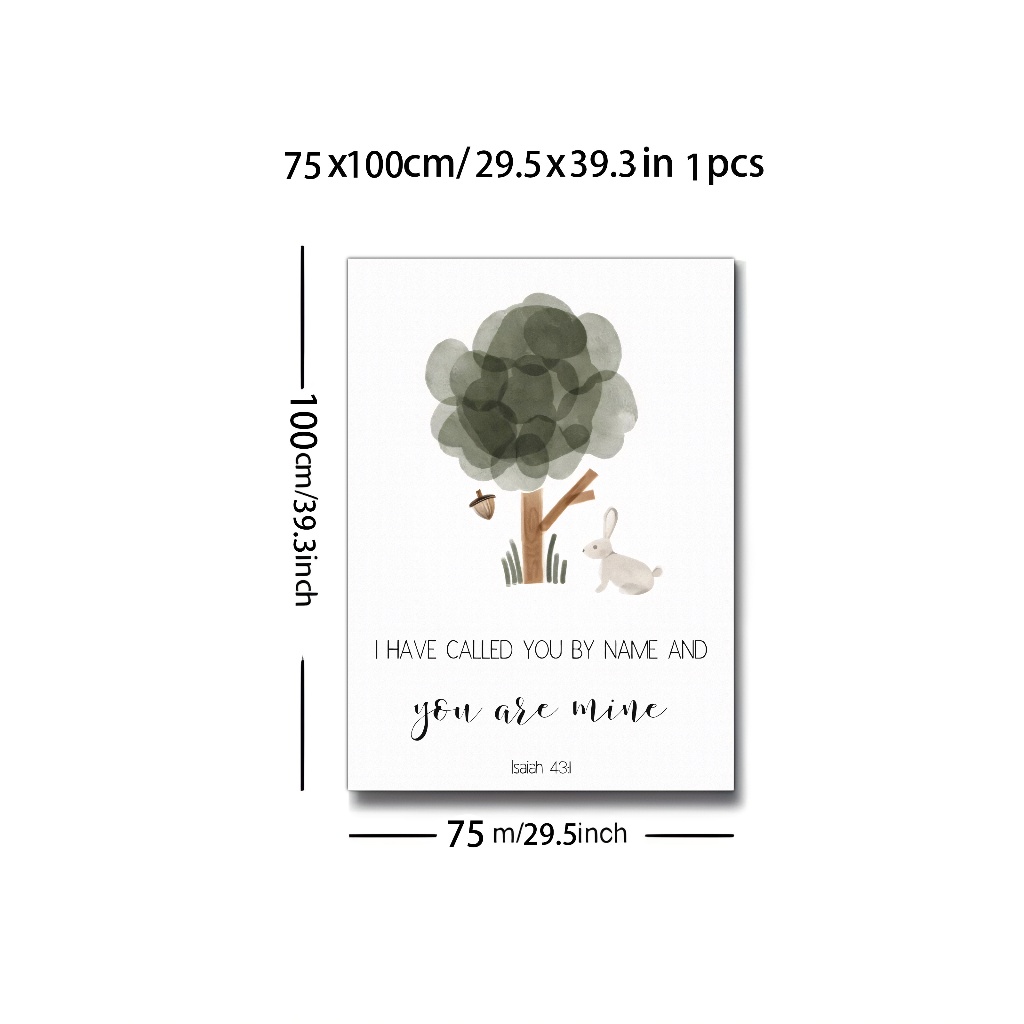 75x100cm/ 29.5x39.3in 1pcs
100cm/39.3inch
I HAVE CALLED YOU BY NAME AND
you are mine
Isaiah 43:1
75 m/29.5inch